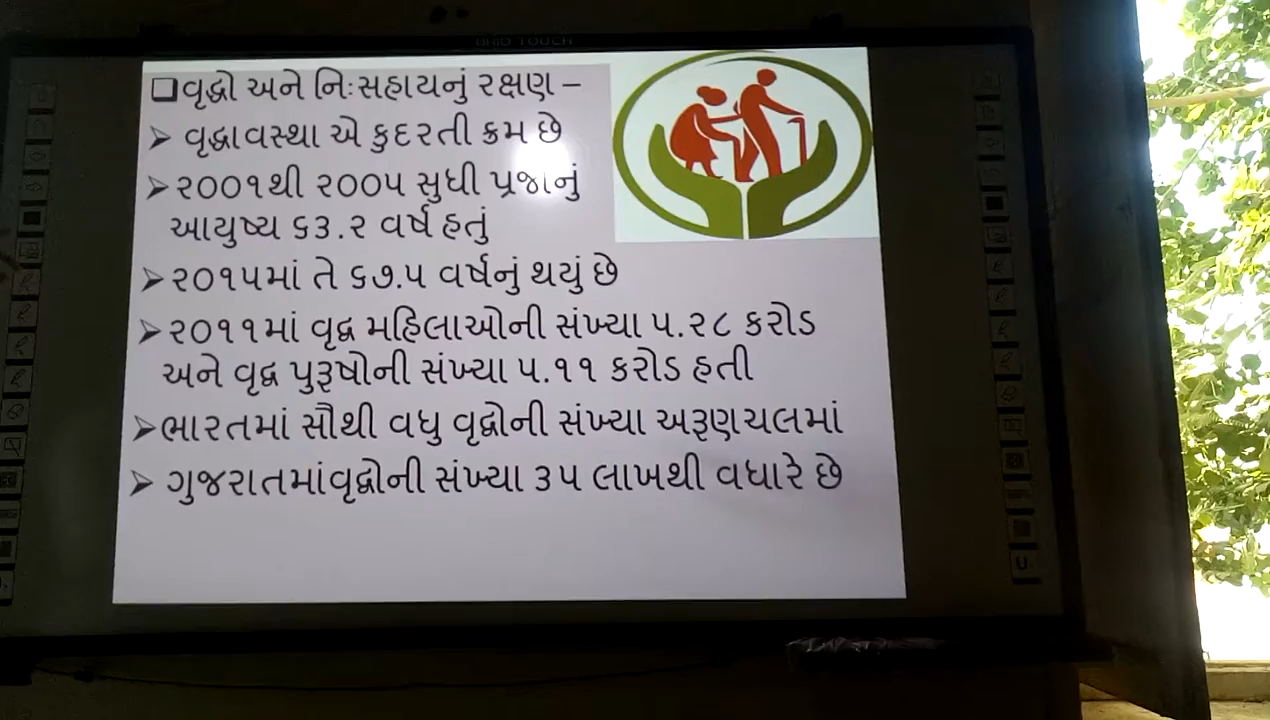 ❑વૃદ્ધો અને નિઃસહાયનું રક્ષણ –
➢ વૃદ્ધાવસ્થા એ કુદરતી ક્રમ છે
➢૨૦૦૧થી ૨૦૦૫ સુધી પ્રજાનું
આયુષ્ય ૬૩.૨ વર્ષ હતું
➢૨૦૧૫માં તે ૬૭.૫ વર્ષનું થયું છે
➢૨૦૧૧માં વૃદ્ધ મહિલાઓની સંખ્યા ૫.૨૮ કરોડ
અને વૃદ્ધ પુરૂષોની સંખ્યા ૫.૧૧ કરોડ હતી
➢ભારતમાં સૌથી વધુ વૃદ્ધોની સંખ્યા અરૂણચલમાં
➢ ગુજરાતમાંવૃદ્ધોની સંખ્યા ૩૫ લાખથી વધારે છે